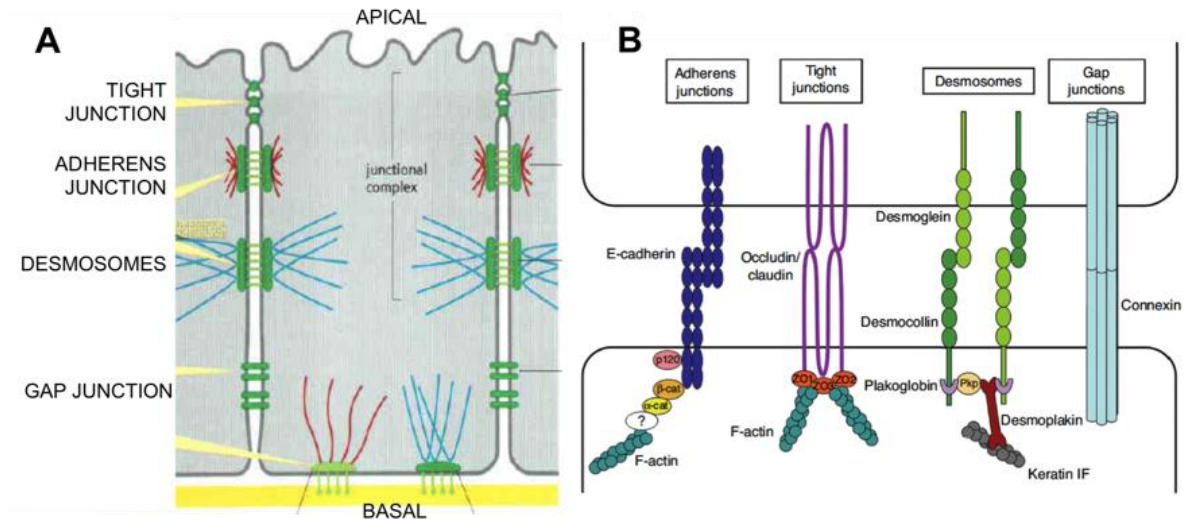 A
APICAL
TIGHT
JUNCTION
ADHERENS
JUNCTION
DESMOSOMES
GAP JUNCTION
junctional
complex
BASAL
B
Adherens
junctions
Tight
junctions
Desmosomes
Gap
junctions
Desmoglein
E-cadherin
Occludin/
claudin
Desmocollin
Connexin
p120
β-cat
α-cat
?
F-actin
ZO1
ZO3
ZO2
F-actin
Plakoglobin
Pkp
Desmoplakin
Keratin IF